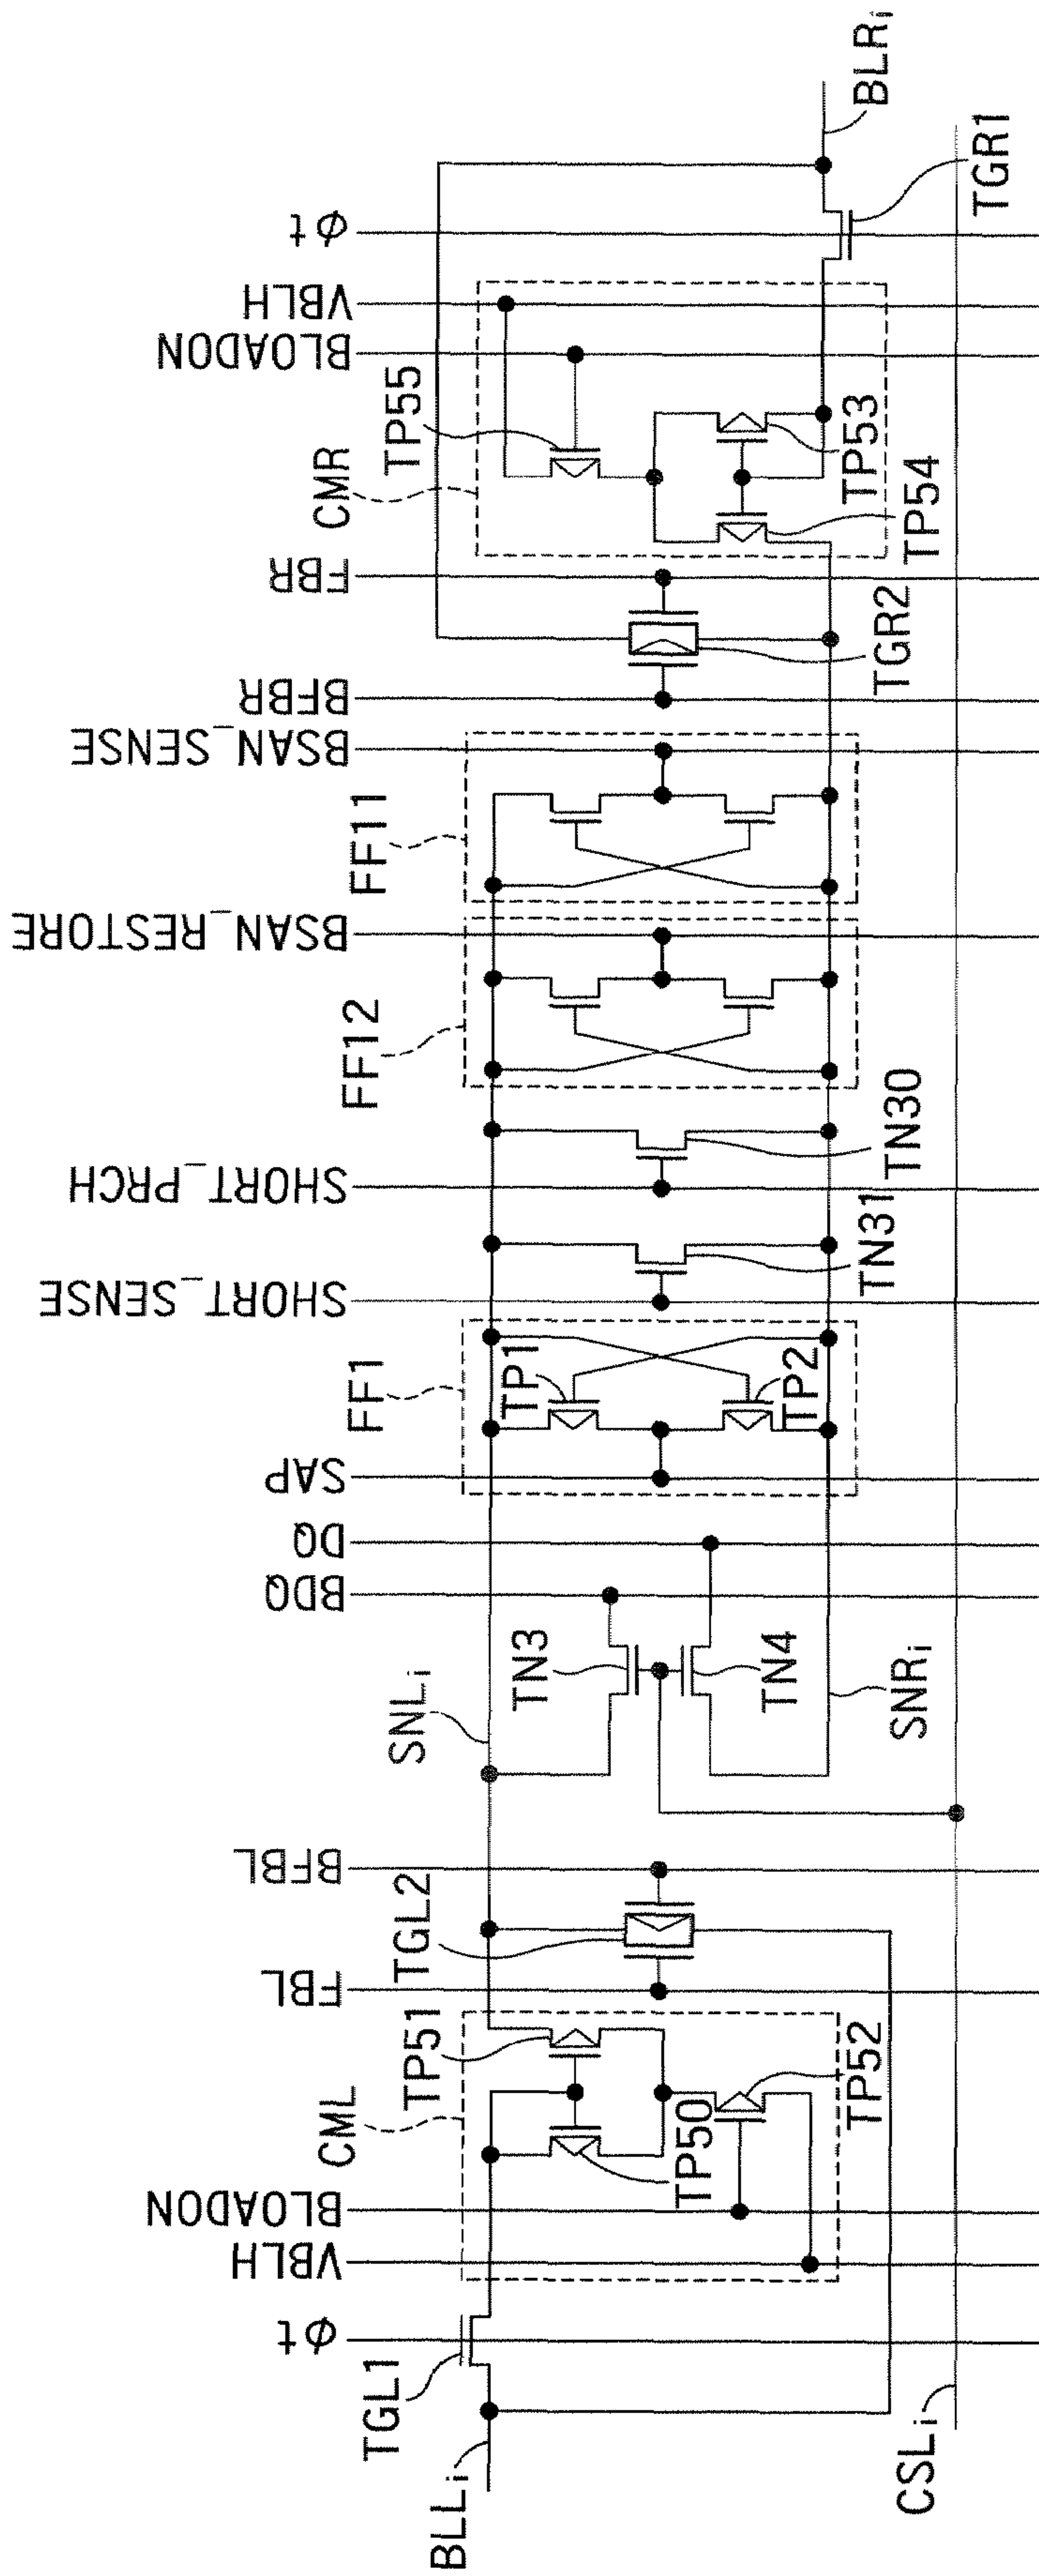 BLLi
TGL1
φt
VBLH
BLOADON
CML
TP50
TP51
TP52
FBL
TGL2
BFBL
CSLi
SNLi
SNRi
TN3
TN4
BDQ
DQ
SAP
FF1
TP1
TP2
SHORT_SENSE
TN31
SHORT_PRCH
TN30
FF12
BSAN_RESTORE
FF11
BSAN_SENSE
BFBR
TGR2
FBR
CMR
TP54
TP53
TP55
BLOADON
VBLH
φt
TGR1
BLRi